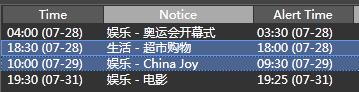 Time Notice Alert Time
04:00 (07-28) 娱乐 - 奥运会开幕式 03:30 (07-28)
18:30 (07-28) 生活 - 超市购物 18:00 (07-28)
10:00 (07-29) 娱乐 - China Joy 09:30 (07-29)
19:30 (07-31) 娱乐 - 电影 19:25 (07-31)